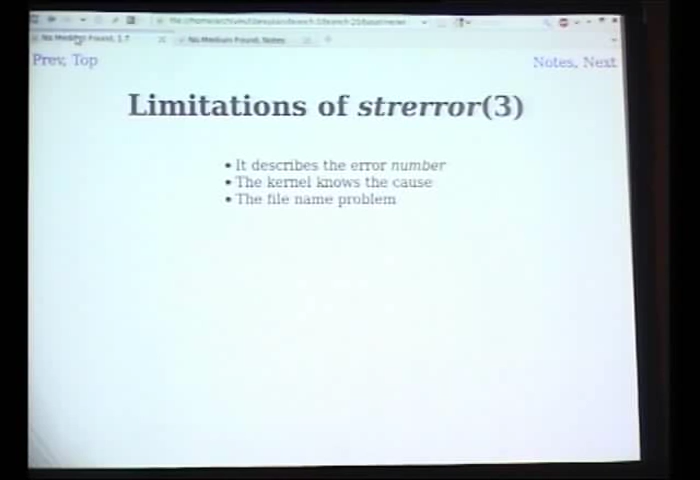 No Medium Found, 1.7
No Medium Found, Notes
Prev, Top
Notes, Next
Limitations of strerror(3)
• It describes the error number
• The kernel knows the cause
• The file name problem